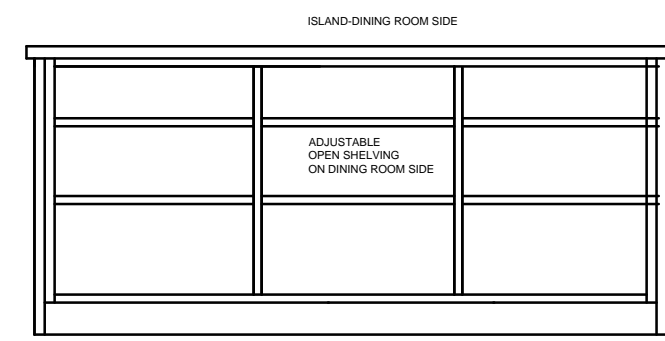 ISLAND-DINING ROOM SIDE
ADJUSTABLE
OPEN SHELVING
ON DINING ROOM SIDE